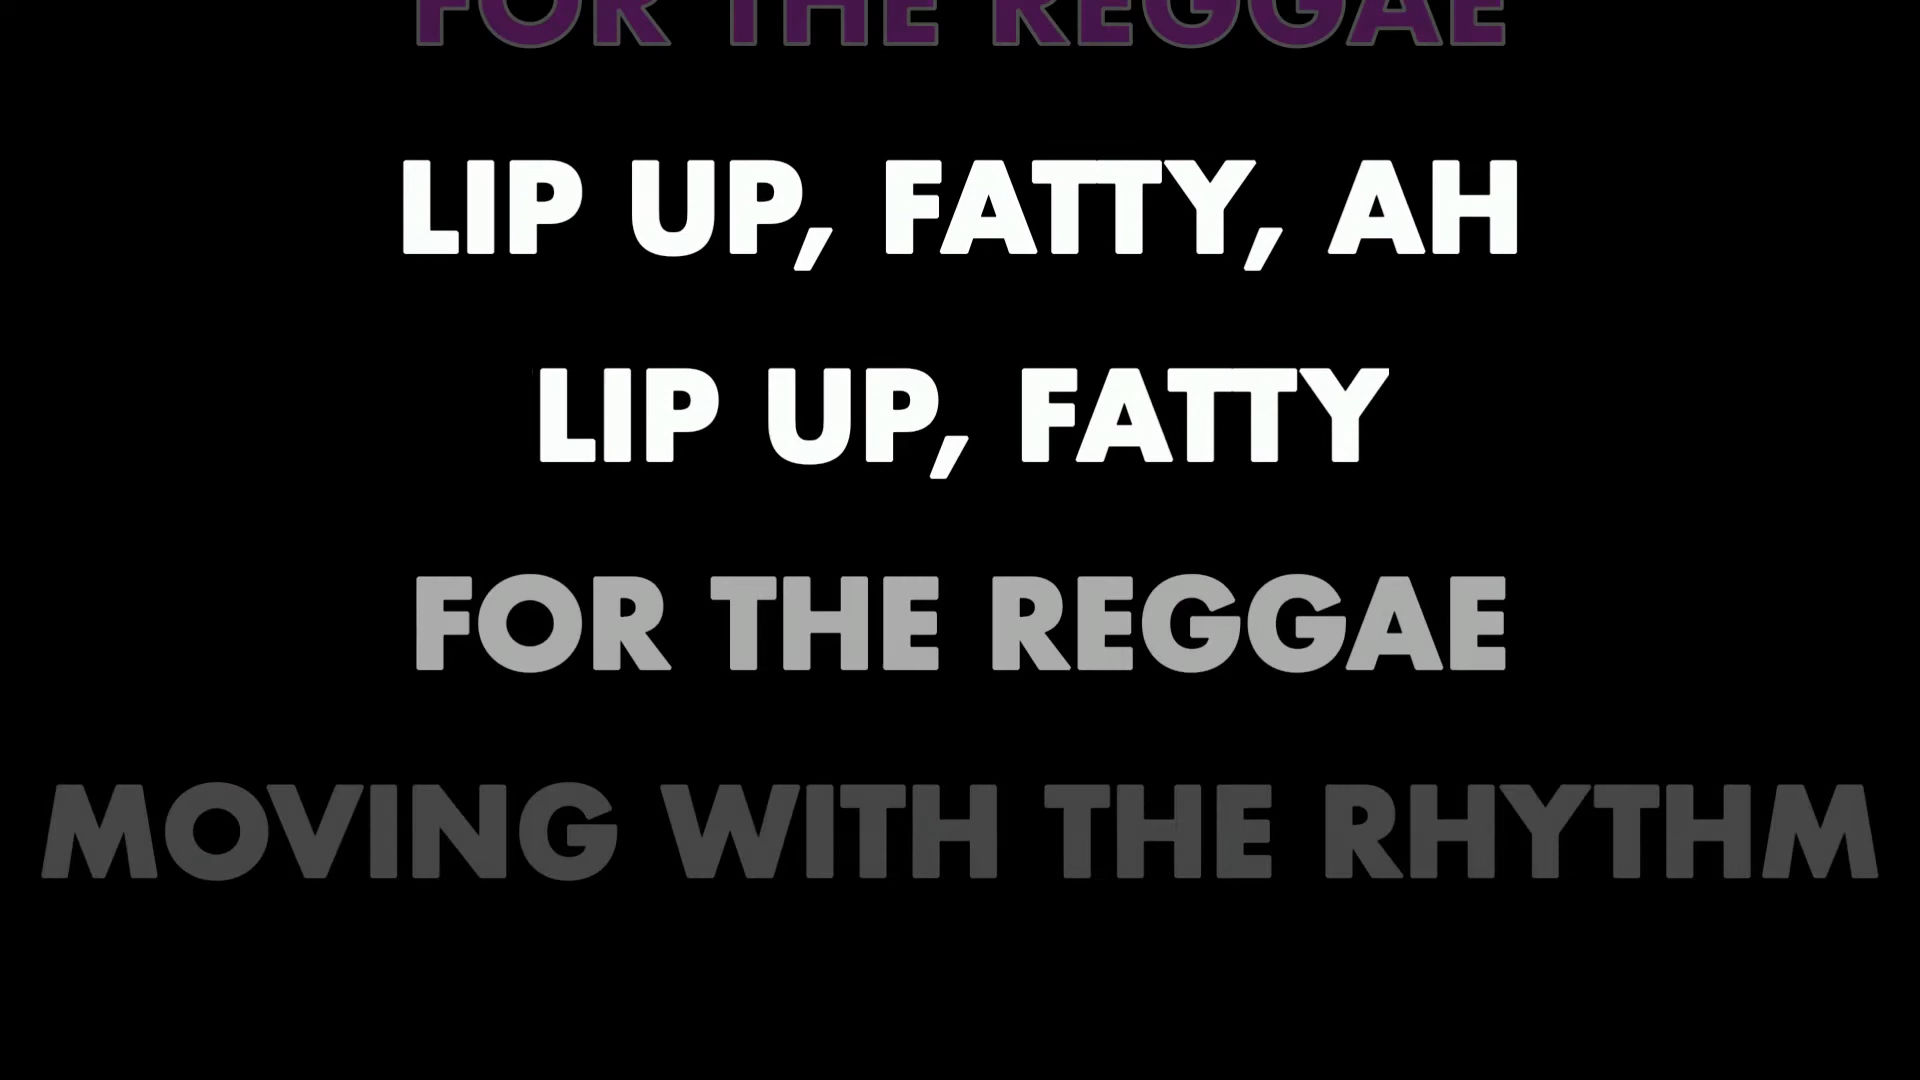 FOR THE REGGAE
LIP UP, FATTY, AH
LIP UP, FATTY
FOR THE REGGAE
MOVING WITH THE RHYTHM